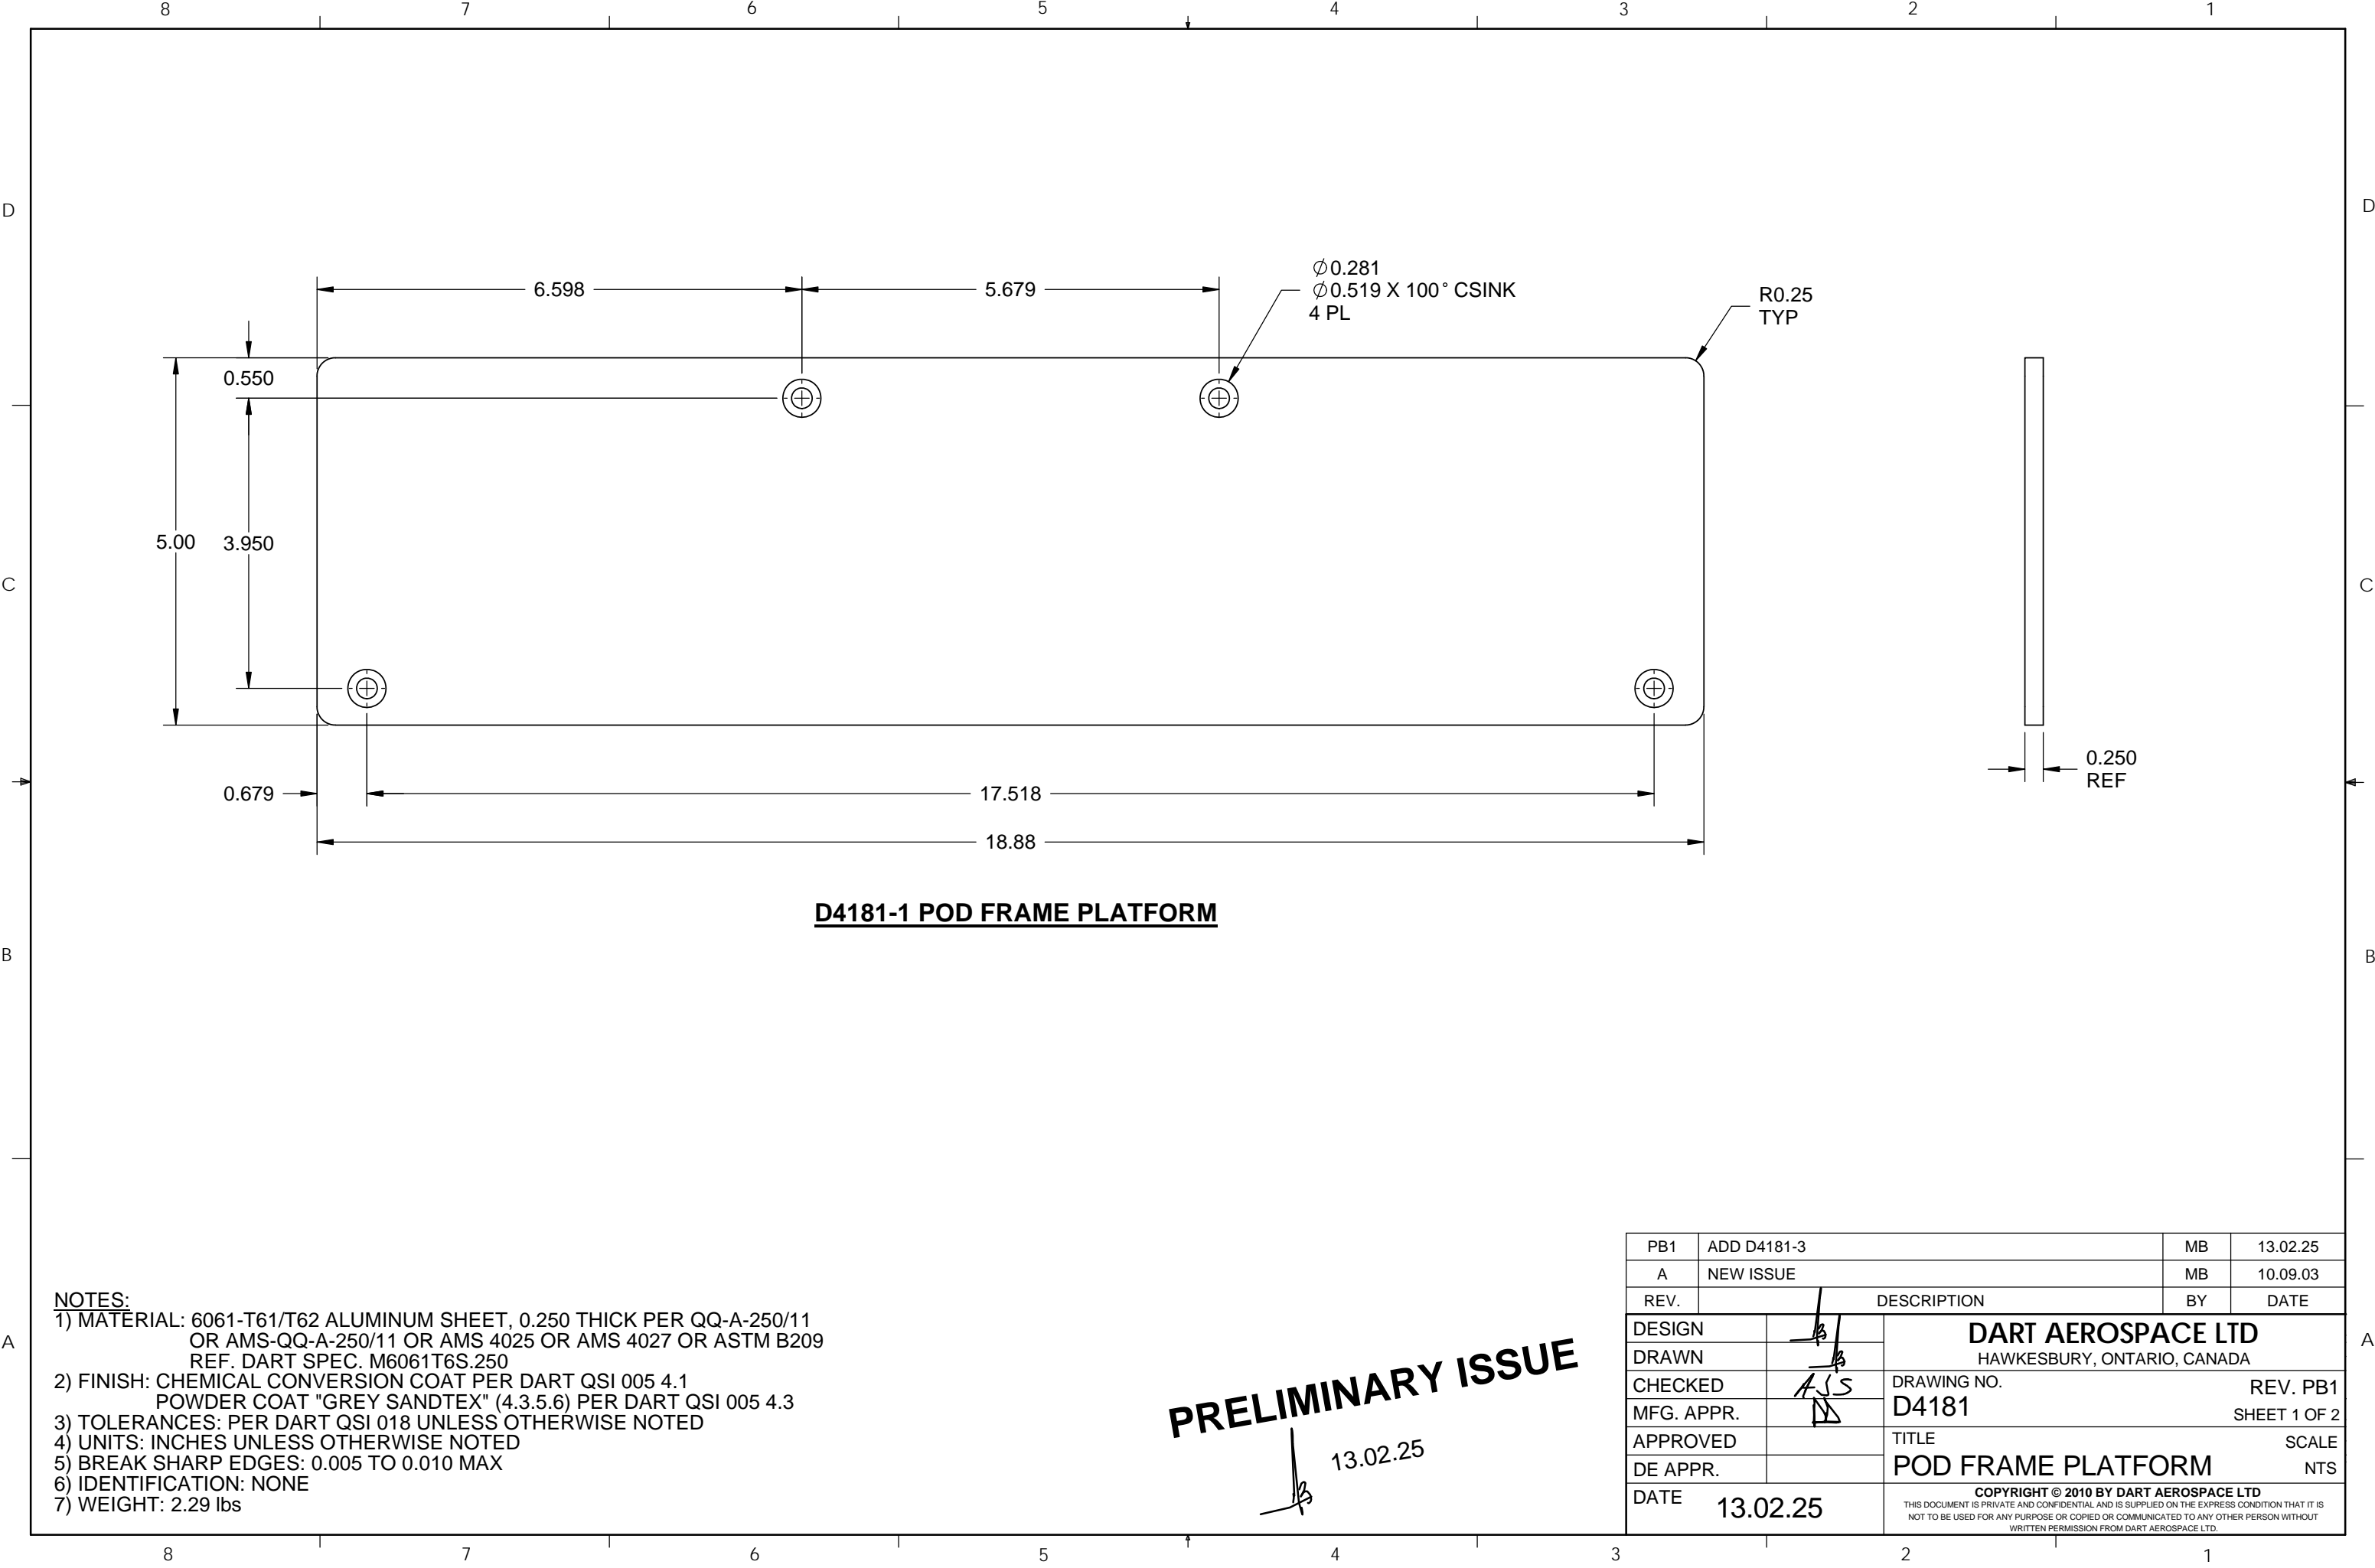 8 7 6 5 4 3 2 1
D D
C C
B B
A A
6.598
5.679
∅0.281
∅0.519 X 100° CSINK
4 PL
R0.25
TYP
0.550
5.00
3.950
0.679
17.518
18.88
0.250
REF
D4181-1 POD FRAME PLATFORM
NOTES:
1) MATERIAL: 6061-T61/T62 ALUMINUM SHEET, 0.250 THICK PER QQ-A-250/11
OR AMS-QQ-A-250/11 OR AMS 4025 OR AMS 4027 OR ASTM B209
REF. DART SPEC. M6061T6S.250
2) FINISH: CHEMICAL CONVERSION COAT PER DART QSI 005 4.1
POWDER COAT "GREY SANDTEX" (4.3.5.6) PER DART QSI 005 4.3
3) TOLERANCES: PER DART QSI 018 UNLESS OTHERWISE NOTED
4) UNITS: INCHES UNLESS OTHERWISE NOTED
5) BREAK SHARP EDGES: 0.005 TO 0.010 MAX
6) IDENTIFICATION: NONE
7) WEIGHT: 2.29 lbs
PRELIMINARY ISSUE
13.02.25
PB1 ADD D4181-3 MB 13.02.25
A NEW ISSUE MB 10.09.03
REV. DESCRIPTION BY DATE
DESIGN
DRAWN
CHECKED AJS
MFG. APPR.
APPROVED
DE APPR.
DATE 13.02.25
DART AEROSPACE LTD
HAWKESBURY, ONTARIO, CANADA
DRAWING NO. REV. PB1
D4181 SHEET 1 OF 2
TITLE SCALE
POD FRAME PLATFORM NTS
COPYRIGHT © 2010 BY DART AEROSPACE LTD
THIS DOCUMENT IS PRIVATE AND CONFIDENTIAL AND IS SUPPLIED ON THE EXPRESS CONDITION THAT IT IS
NOT TO BE USED FOR ANY PURPOSE OR COPIED OR COMMUNICATED TO ANY OTHER PERSON WITHOUT
WRITTEN PERMISSION FROM DART AEROSPACE LTD.
8 7 6 5 4 3 2 1